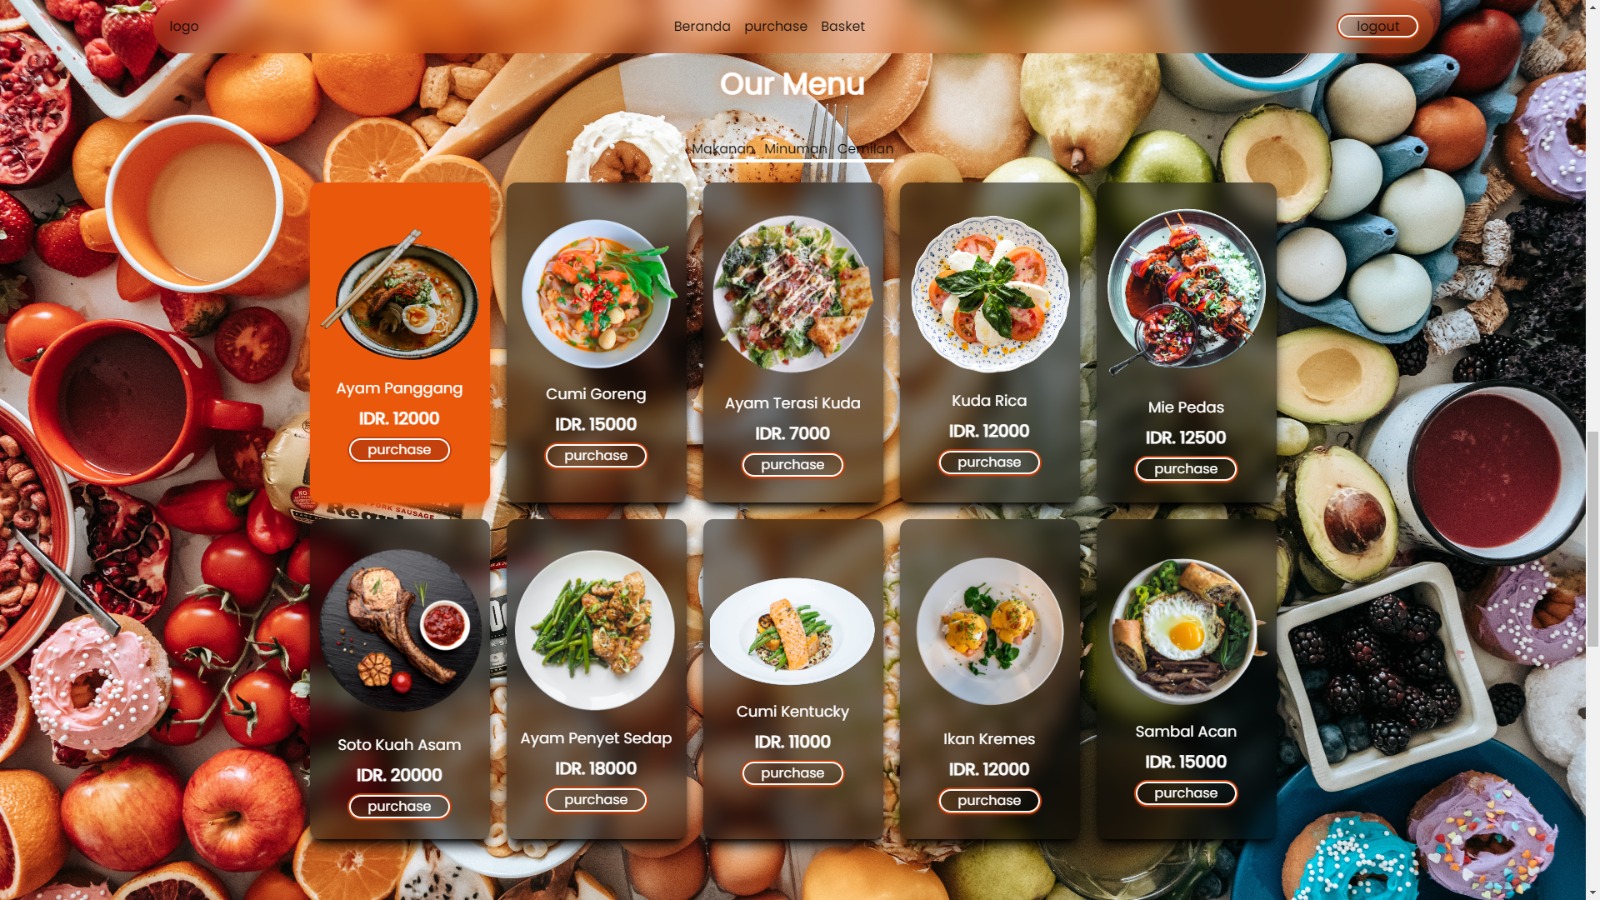 logo
Beranda purchase Basket
logout
Our Menu
Makanan Minuman Cemilan
Ayam Panggang
IDR. 12000
purchase
Cumi Goreng
IDR. 15000
purchase
Ayam Terasi Kuda
IDR. 7000
purchase
Kuda Rica
IDR. 12000
purchase
Mie Pedas
IDR. 12500
purchase
PORK SAUSAGE
Soto Kuah Asam
IDR. 20000
purchase
Ayam Penyet Sedap
IDR. 18000
purchase
Cumi Kentucky
IDR. 11000
purchase
Ikan Kremes
IDR. 12000
purchase
Sambal Acan
IDR. 15000
purchase